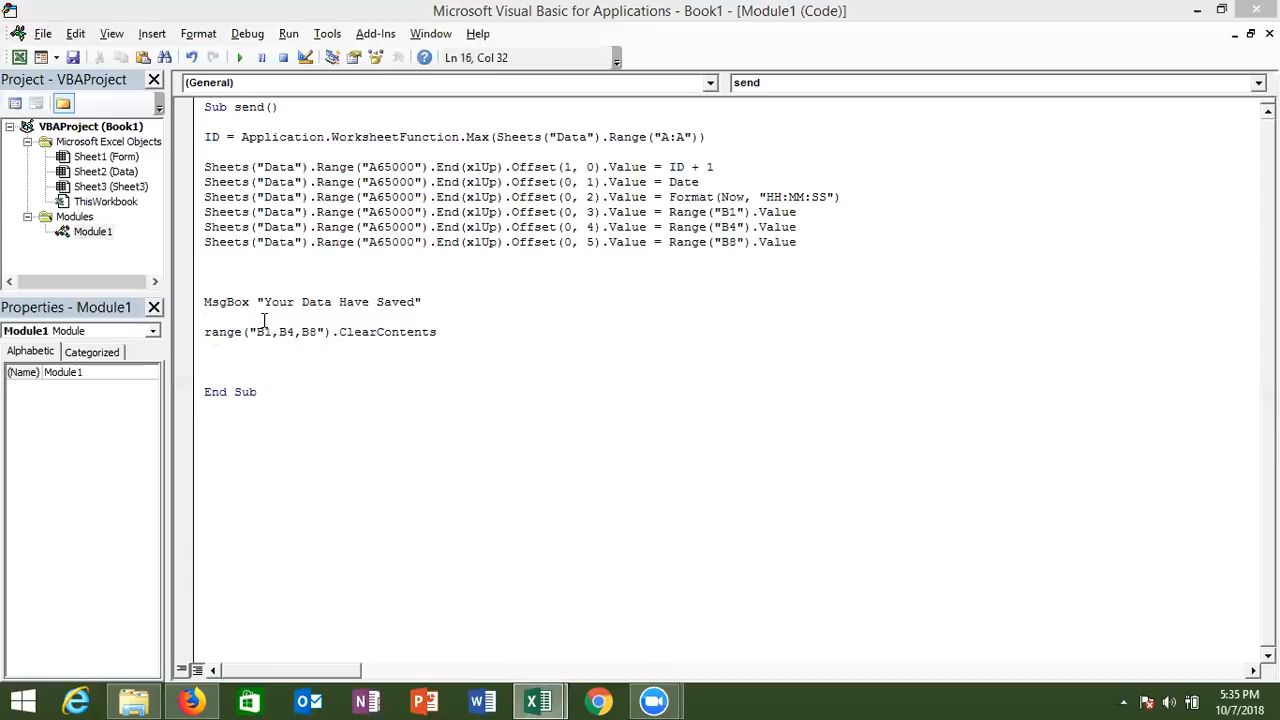 Microsoft Visual Basic for Applications - Book1 - [Module1 (Code)]
File Edit View Insert Format Debug Run Tools Add-Ins Window Help
Ln 16, Col 32
Project - VBAProject
(General)
send
VBAProject (Book1)
Microsoft Excel Objects
Sheet1 (Form)
Sheet2 (Data)
Sheet3 (Sheet3)
ThisWorkbook
Modules
Module1
Properties - Module1
Module1 Module
Alphabetic Categorized
(Name) Module1
Sub send()
ID = Application.WorksheetFunction.Max(Sheets("Data").Range("A:A"))
Sheets("Data").Range("A65000").End(xlUp).Offset(1, 0).Value = ID + 1
Sheets("Data").Range("A65000").End(xlUp).Offset(0, 1).Value = Date
Sheets("Data").Range("A65000").End(xlUp).Offset(0, 2).Value = Format(Now, "HH:MM:SS")
Sheets("Data").Range("A65000").End(xlUp).Offset(0, 3).Value = Range("B1").Value
Sheets("Data").Range("A65000").End(xlUp).Offset(0, 4).Value = Range("B4").Value
Sheets("Data").Range("A65000").End(xlUp).Offset(0, 5).Value = Range("B8").Value
MsgBox "Your Data Have Saved"
range("B1,B4,B8").ClearContents
End Sub
5:35 PM
10/7/2018